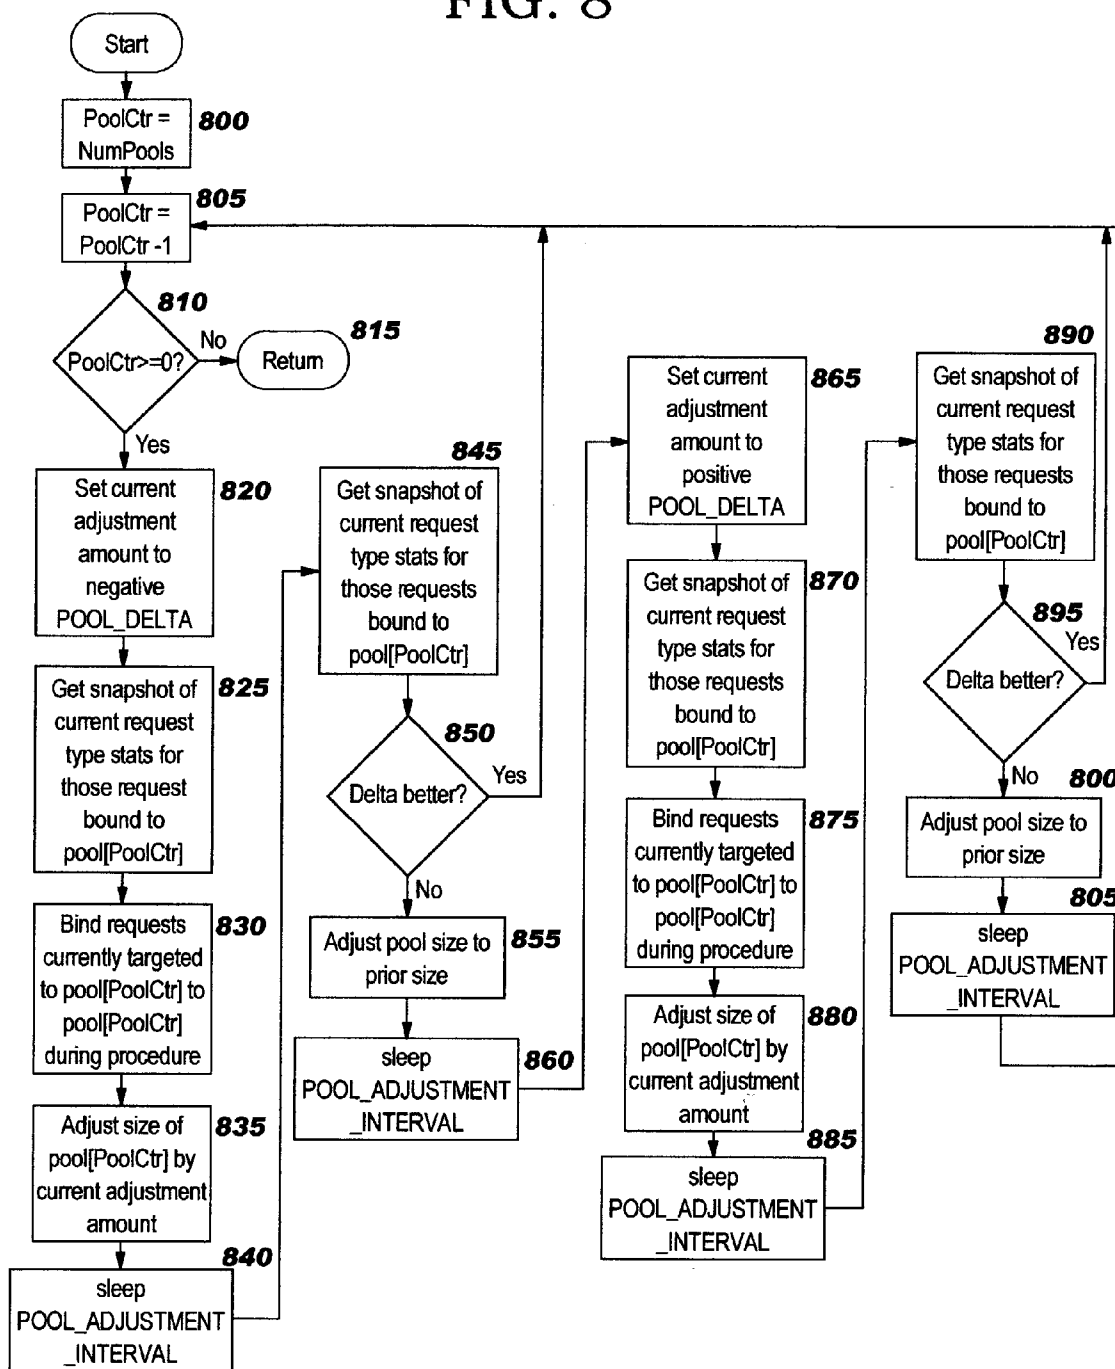 FIG. 8
Start
PoolCtr =
NumPools
800
PoolCtr =
PoolCtr -1
805
810
PoolCtr>=0?
No
Return
815
Yes
Set current
adjustment
amount to
negative
POOL_DELTA
820
Get snapshot of
current request
type stats for
those request
bound to
pool[PoolCtr]
825
Bind requests
currently targeted
to pool[PoolCtr] to
pool[PoolCtr]
during procedure
830
Adjust size of
pool[PoolCtr] by
current adjustment
amount
835
sleep
POOL_ADJUSTMENT
_INTERVAL
840
845
Get snapshot of
current request
type stats for
those requests
bound to
pool[PoolCtr]
850
Delta better?
Yes
No
Adjust pool size to
prior size
855
sleep
POOL_ADJUSTMENT
_INTERVAL
860
Set current
adjustment
amount to
positive
POOL_DELTA
865
Get snapshot of
current request
type stats for
those requests
bound to
pool[PoolCtr]
870
Bind requests
currently targeted
to pool[PoolCtr] to
pool[PoolCtr]
during procedure
875
Adjust size of
pool[PoolCtr] by
current adjustment
amount
880
885
sleep
POOL_ADJUSTMENT
_INTERVAL
890
Get snapshot of
current request
type stats for
those requests
bound to
pool[PoolCtr]
895
Delta better?
Yes
No
800
Adjust pool size to
prior size
805
sleep
POOL_ADJUSTMENT
_INTERVAL